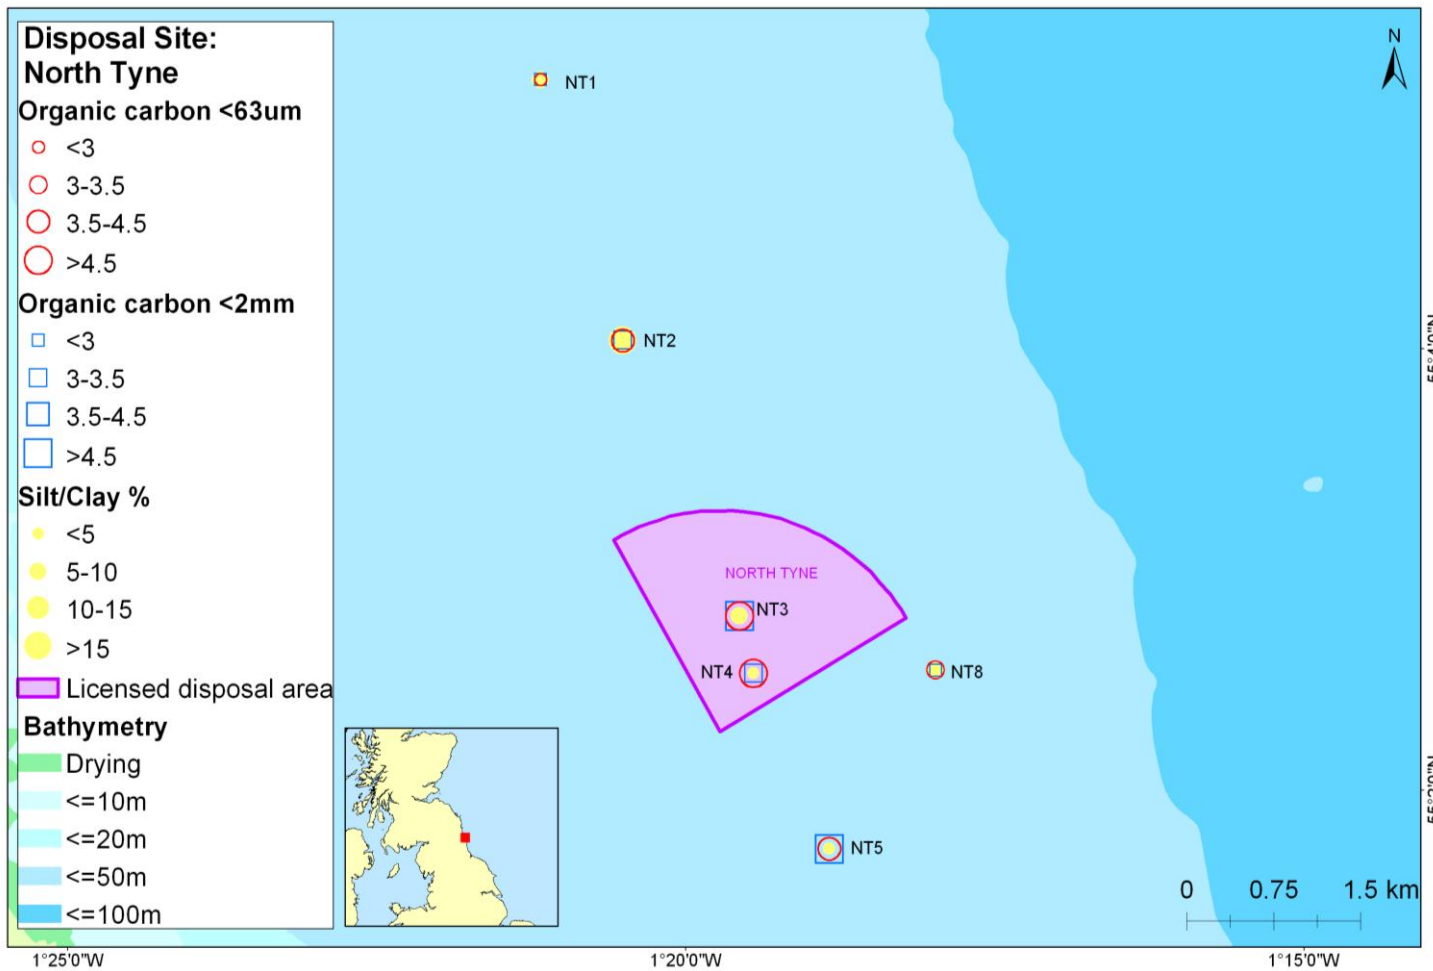 Disposal Site:
North Tyne
Organic carbon <63um
<3
3-3.5
3.5-4.5
>4.5
Organic carbon <2mm
<3
3-3.5
3.5-4.5
>4.5
Silt/Clay %
<5
5-10
10-15
>15
Licensed disposal area
Bathymetry
Drying
<=10m
<=20m
<=50m
<=100m
N
NT1
NT2
NORTH TYNE
NT3
NT4
NT8
NT5
0 0.75 1.5 km
1°25'0"W 1°20'0"W 1°15'0"W